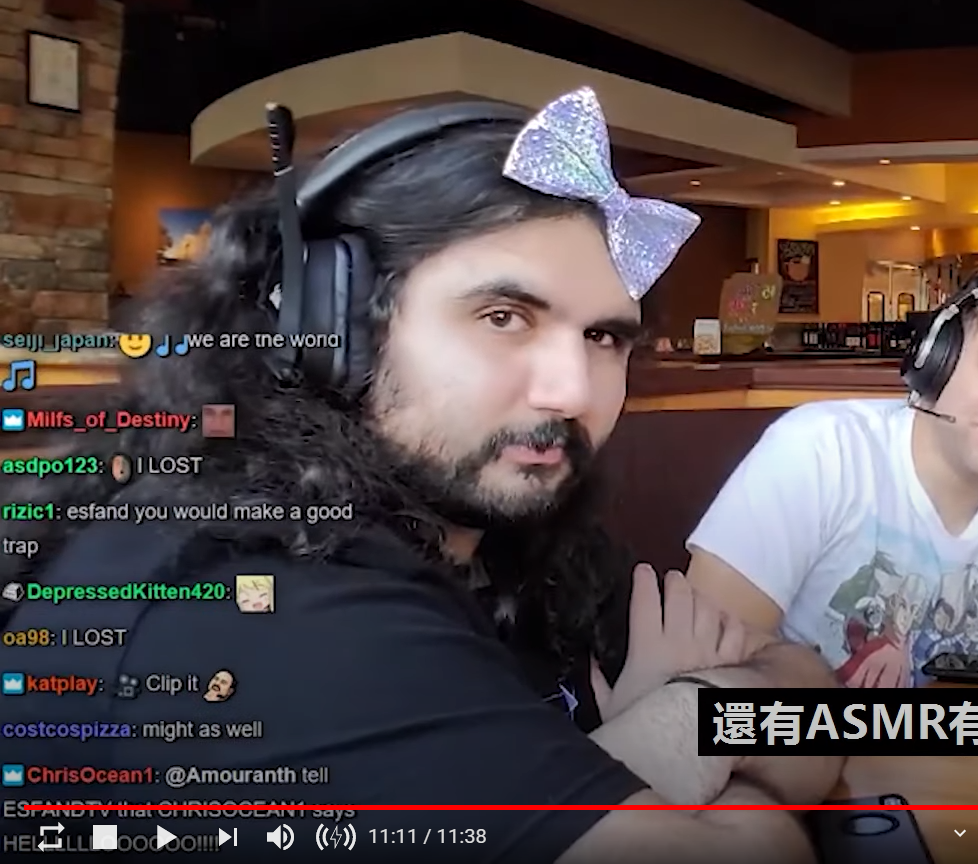 seiji_japan: we are the world
Milfs_of_Destiny:
asdpo123: I LOST
rizic1: esfand you would make a good
trap
DepressedKitten420:
oa98: I LOST
katplay: Clip it
costcospizza: might as well
ChrisOcean1: @Amouranth tell
ESFANDTV that CHRISOCEAN1 says
還有ASMR有
11:11 / 11:38